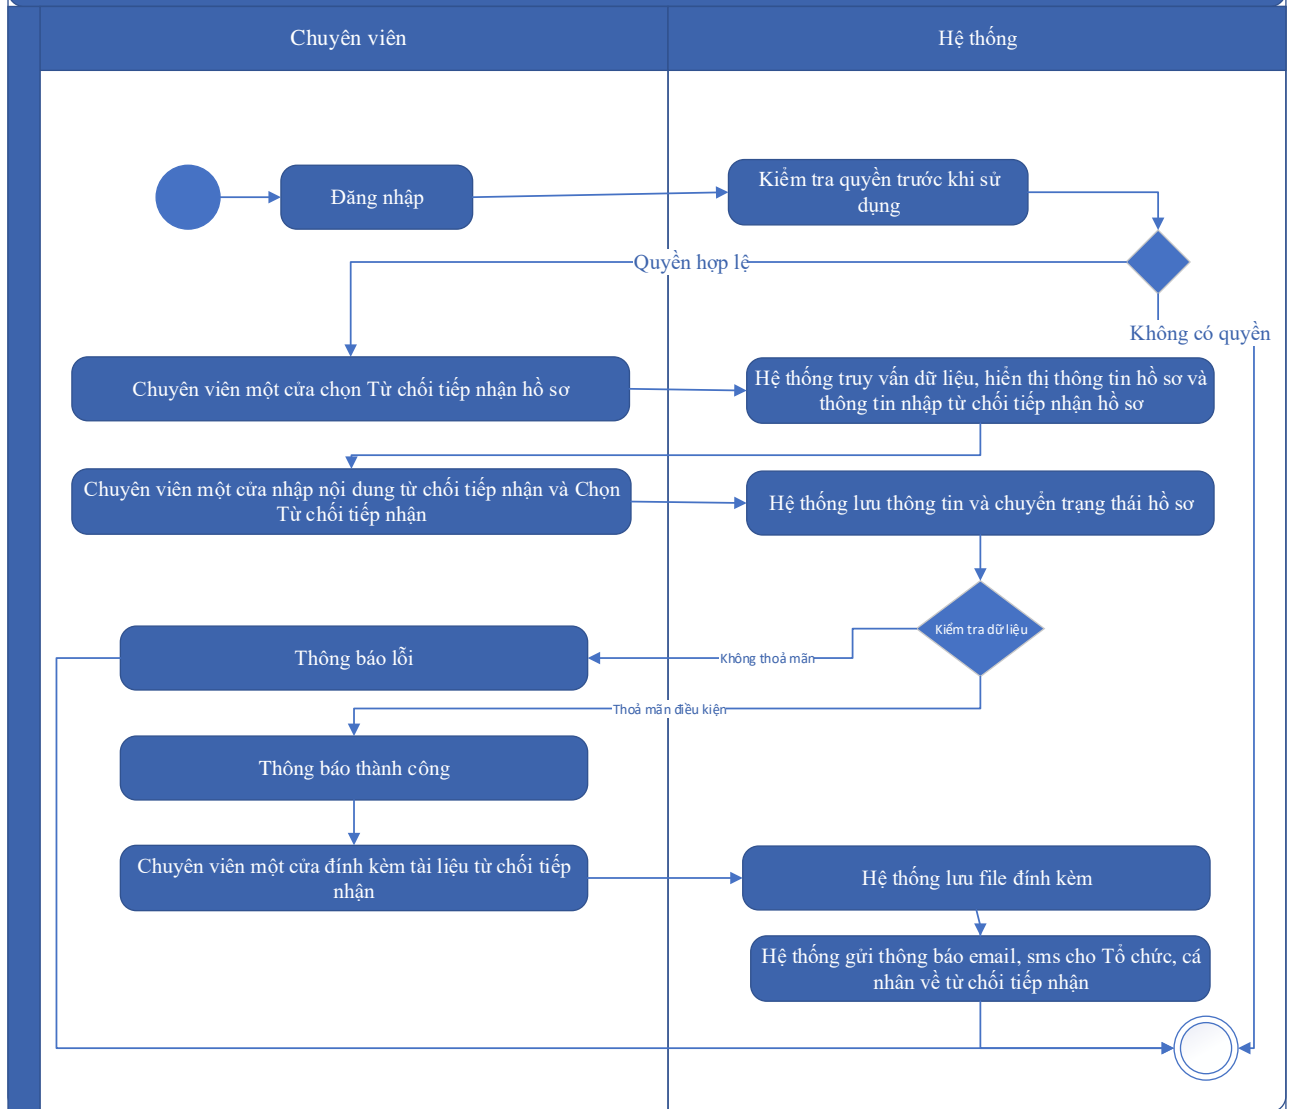 Chuyên viên
Hệ thống
Đăng nhập
Kiểm tra quyền trước khi sử
dụng
Quyền hợp lệ
Không có quyền
Chuyên viên một cửa chọn Từ chối tiếp nhận hồ sơ
Hệ thống truy vấn dữ liệu, hiển thị thông tin hồ sơ và
thông tin nhập từ chối tiếp nhận hồ sơ
Chuyên viên một cửa nhập nội dung từ chối tiếp nhận và Chọn
Từ chối tiếp nhận
Hệ thống lưu thông tin và chuyển trạng thái hồ sơ
Kiểm tra dữ liệu
Thông báo lỗi
Không thoả mãn
Thoả mãn điều kiện
Thông báo thành công
Chuyên viên một cửa đính kèm tài liệu từ chối tiếp
nhận
Hệ thống lưu file đính kèm
Hệ thống gửi thông báo email, sms cho Tổ chức, cá
nhân về từ chối tiếp nhận